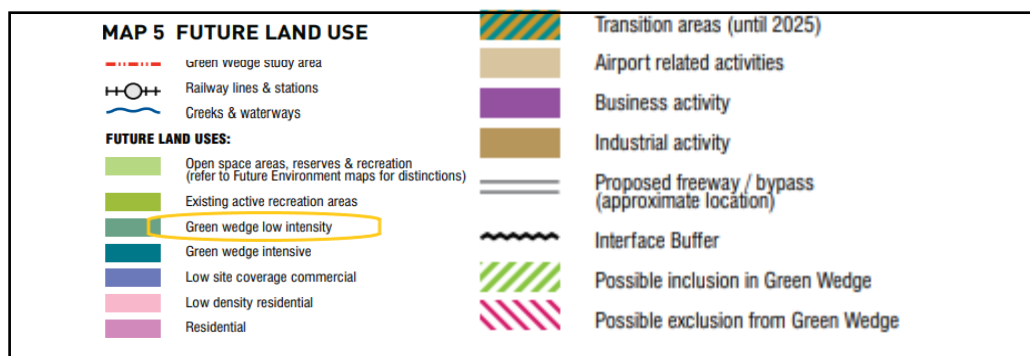 MAP 5 FUTURE LAND USE
Green Wedge study area
Railway lines & stations
Creeks & waterways
FUTURE LAND USES:
Open space areas, reserves & recreation
(refer to Future Environment maps for distinctions)
Existing active recreation areas
Green wedge low intensity
Green wedge intensive
Low site coverage commercial
Low density residential
Residential
Transition areas (until 2025)
Airport related activities
Business activity
Industrial activity
Proposed freeway / bypass
(approximate location)
Interface Buffer
Possible inclusion in Green Wedge
Possible exclusion from Green Wedge